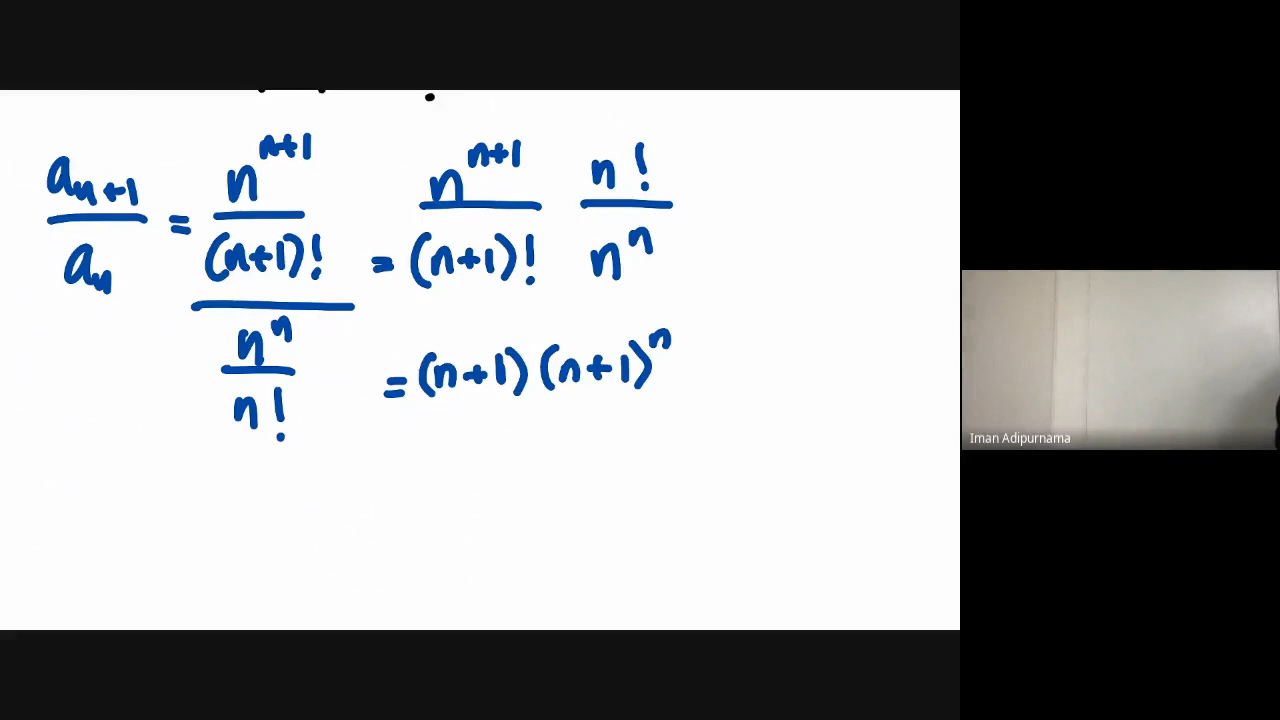 a_{n+1}/a_n = (n^{n+1}/(n+1)!)/(n^n/n!) = n^{n+1}/(n+1)! n!/n^n
= (n+1)(n+1)^n
Iman Adipurnama